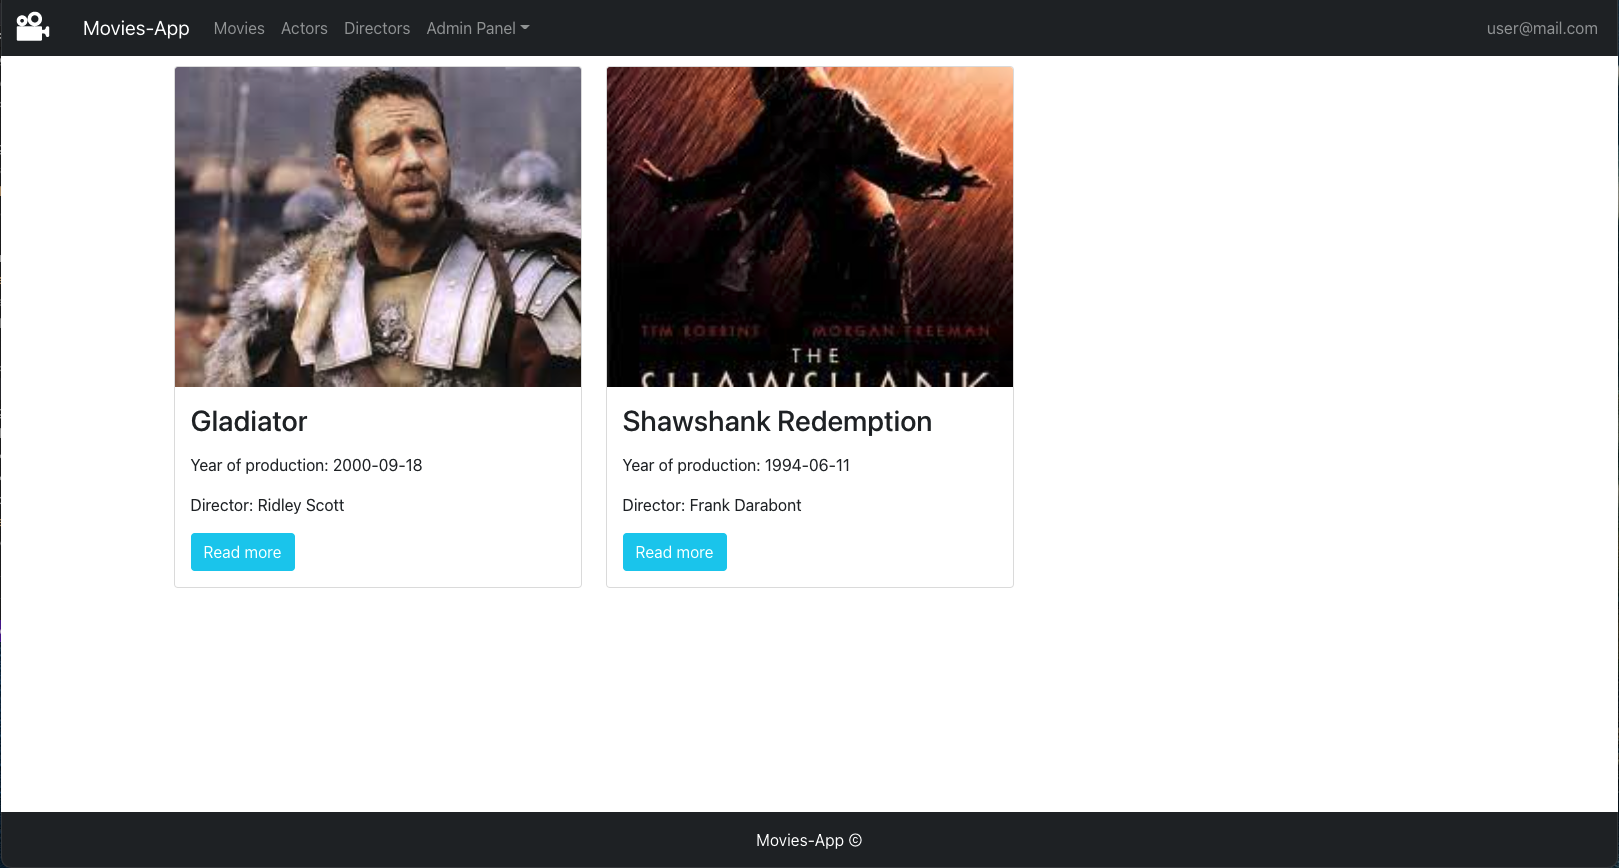 Movies-App Movies Actors Directors Admin Panel user@mail.com
TIM ROBBINS MORGAN FREEMAN
THE
SHAWSHANK
Gladiator
Year of production: 2000-09-18
Director: Ridley Scott
Read more
Shawshank Redemption
Year of production: 1994-06-11
Director: Frank Darabont
Read more
Movies-App ©